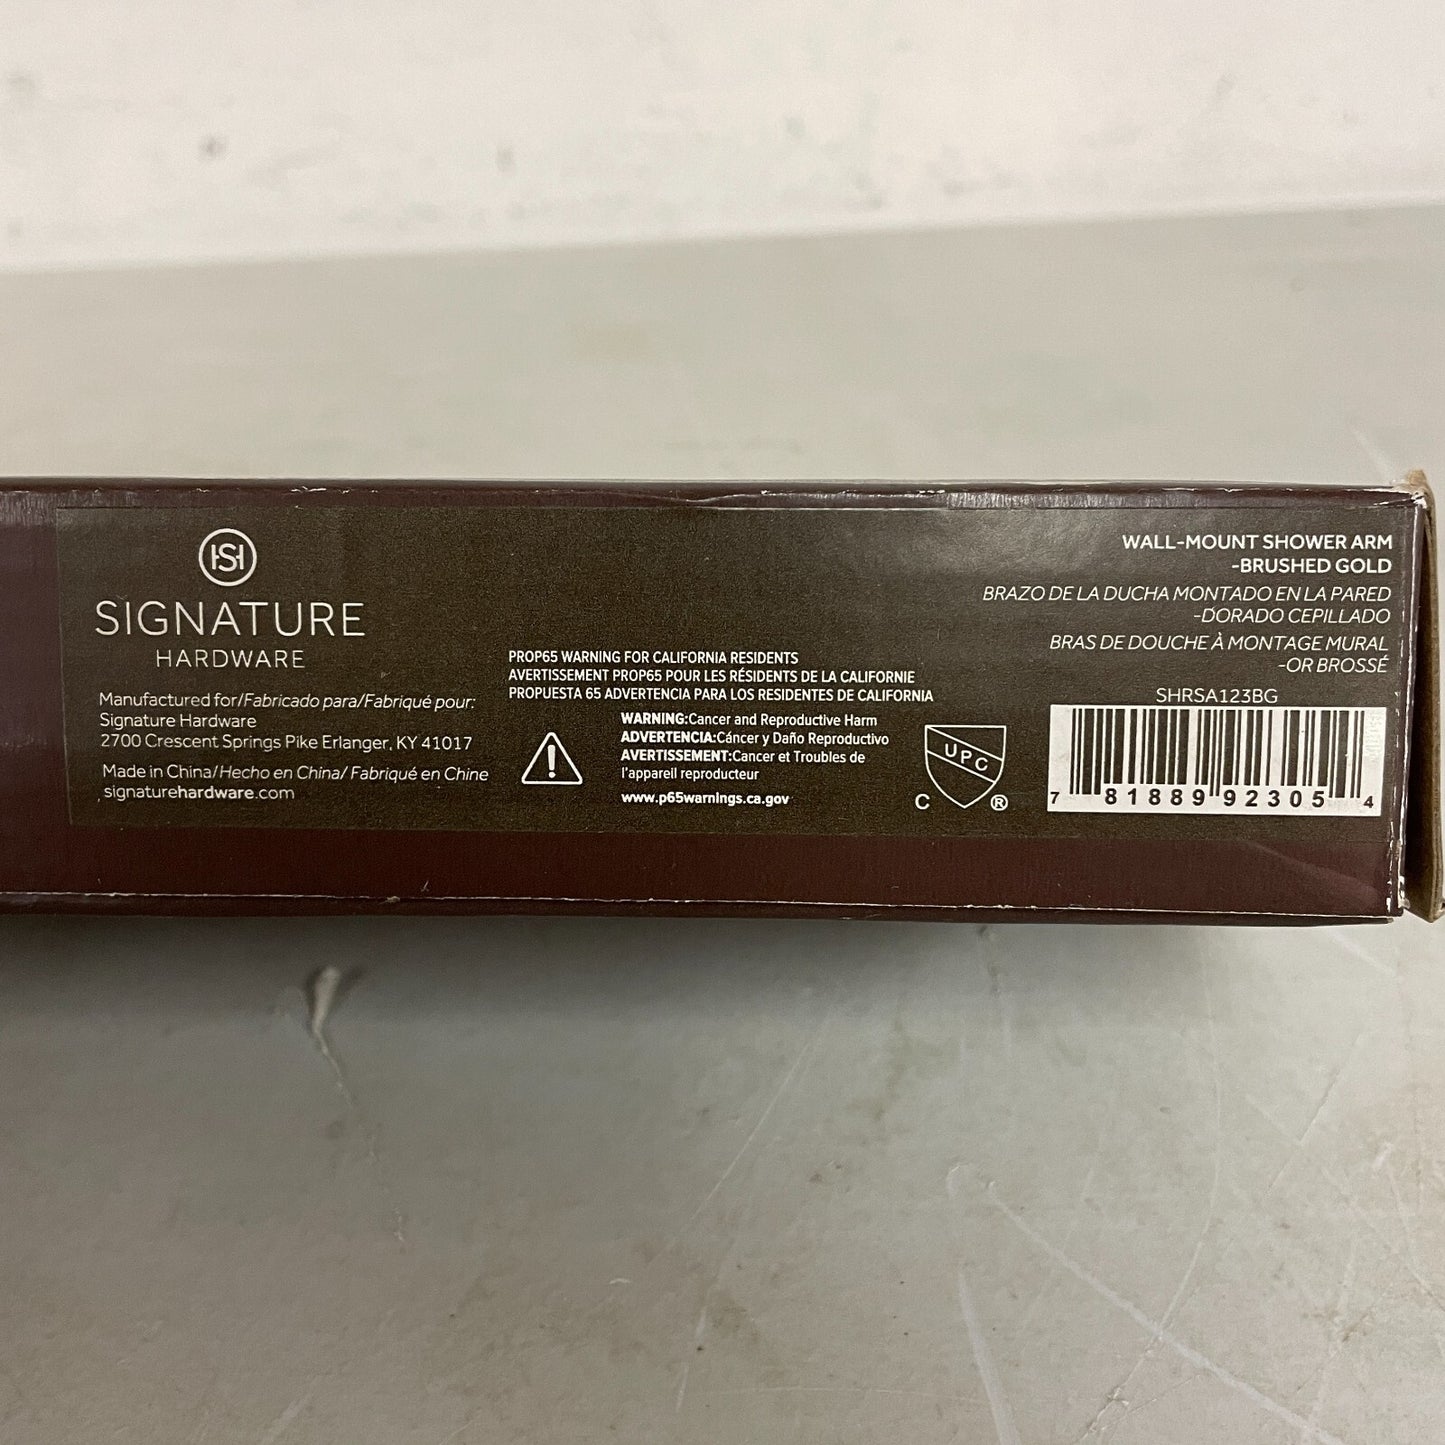 SH
SIGNATURE
HARDWARE
Manufactured for/Fabricado para/Fabriqué pour:
Signature Hardware
2700 Crescent Springs Pike Erlanger, KY 41017
Made in China/Hecho en China/ Fabriqué en Chine
signaturehardware.com
PROP65 WARNING FOR CALIFORNIA RESIDENTS
AVERTISSEMENT PROP65 POUR LES RÉSIDENTS DE LA CALIFORNIE
PROPUESTA 65 ADVERTENCIA PARA LOS RESIDENTES DE CALIFORNIA
WARNING:Cancer and Reproductive Harm
ADVERTENCIA:Cáncer y Daño Reproductivo
AVERTISSEMENT:Cancer et Troubles de
l'appareil reproducteur
www.p65warnings.ca.gov
UPC
C ®
WALL-MOUNT SHOWER ARM
-BRUSHED GOLD
BRAZO DE LA DUCHA MONTADO EN LA PARED
-DORADO CEPILLADO
BRAS DE DOUCHE À MONTAGE MURAL
-OR BROSSÉ
SHRSA123BG
7 81889 92305 4